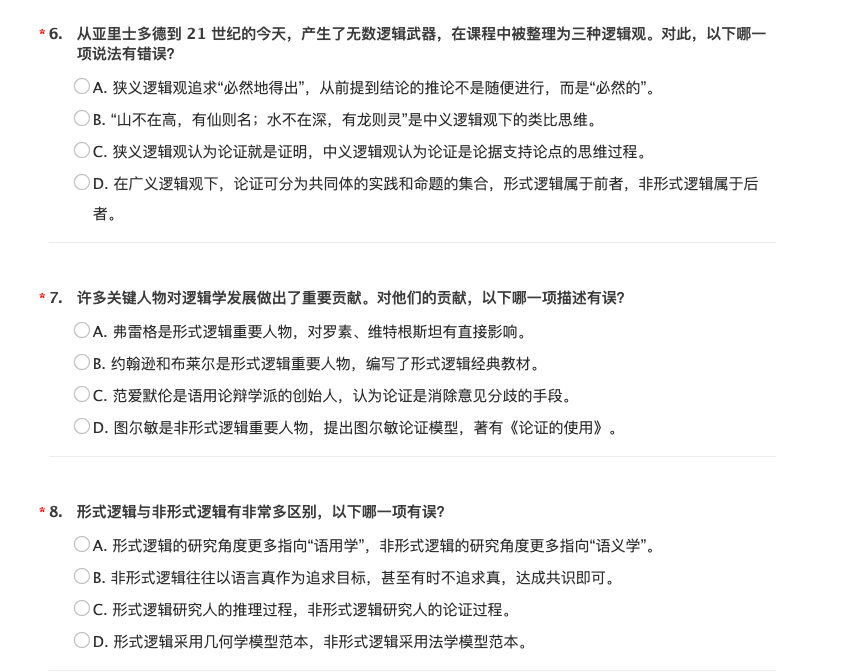 * 6. 从亚里士多德到 21 世纪的今天，产生了无数逻辑武器，在课程中被整理为三种逻辑观。对此，以下哪一
项说法有错误?
A. 狭义逻辑观追求“必然地得出”，从前提到结论的推论不是随便进行，而是“必然的”。
B. “山不在高，有仙则名；水不在深，有龙则灵”是中义逻辑观下的类比思维。
C. 狭义逻辑观认为论证就是证明，中义逻辑观认为论证是论据支持论点的思维过程。
D. 在广义逻辑观下，论证可分为共同体的实践和命题的集合，形式逻辑属于前者，非形式逻辑属于后
者。
* 7. 许多关键人物对逻辑学发展做出了重要贡献。对他们的贡献，以下哪一项描述有误?
A. 弗雷格是形式逻辑重要人物，对罗素、维特根斯坦有直接影响。
B. 约翰逊和布莱尔是形式逻辑重要人物，编写了形式逻辑经典教材。
C. 范爱默伦是语用论辩学派的创始人，认为论证是消除意见分歧的手段。
D. 图尔敏是非形式逻辑重要人物，提出图尔敏论证模型，著有《论证的使用》。
* 8. 形式逻辑与非形式逻辑有非常多区别，以下哪一项有误?
A. 形式逻辑的研究角度更多指向“语用学”，非形式逻辑的研究角度更多指向“语义学”。
B. 非形式逻辑往往以语言真作为追求目标，甚至有时不追求真，达成共识即可。
C. 形式逻辑研究人的推理过程，非形式逻辑研究人的论证过程。
D. 形式逻辑采用几何学模型范本，非形式逻辑采用法学模型范本。